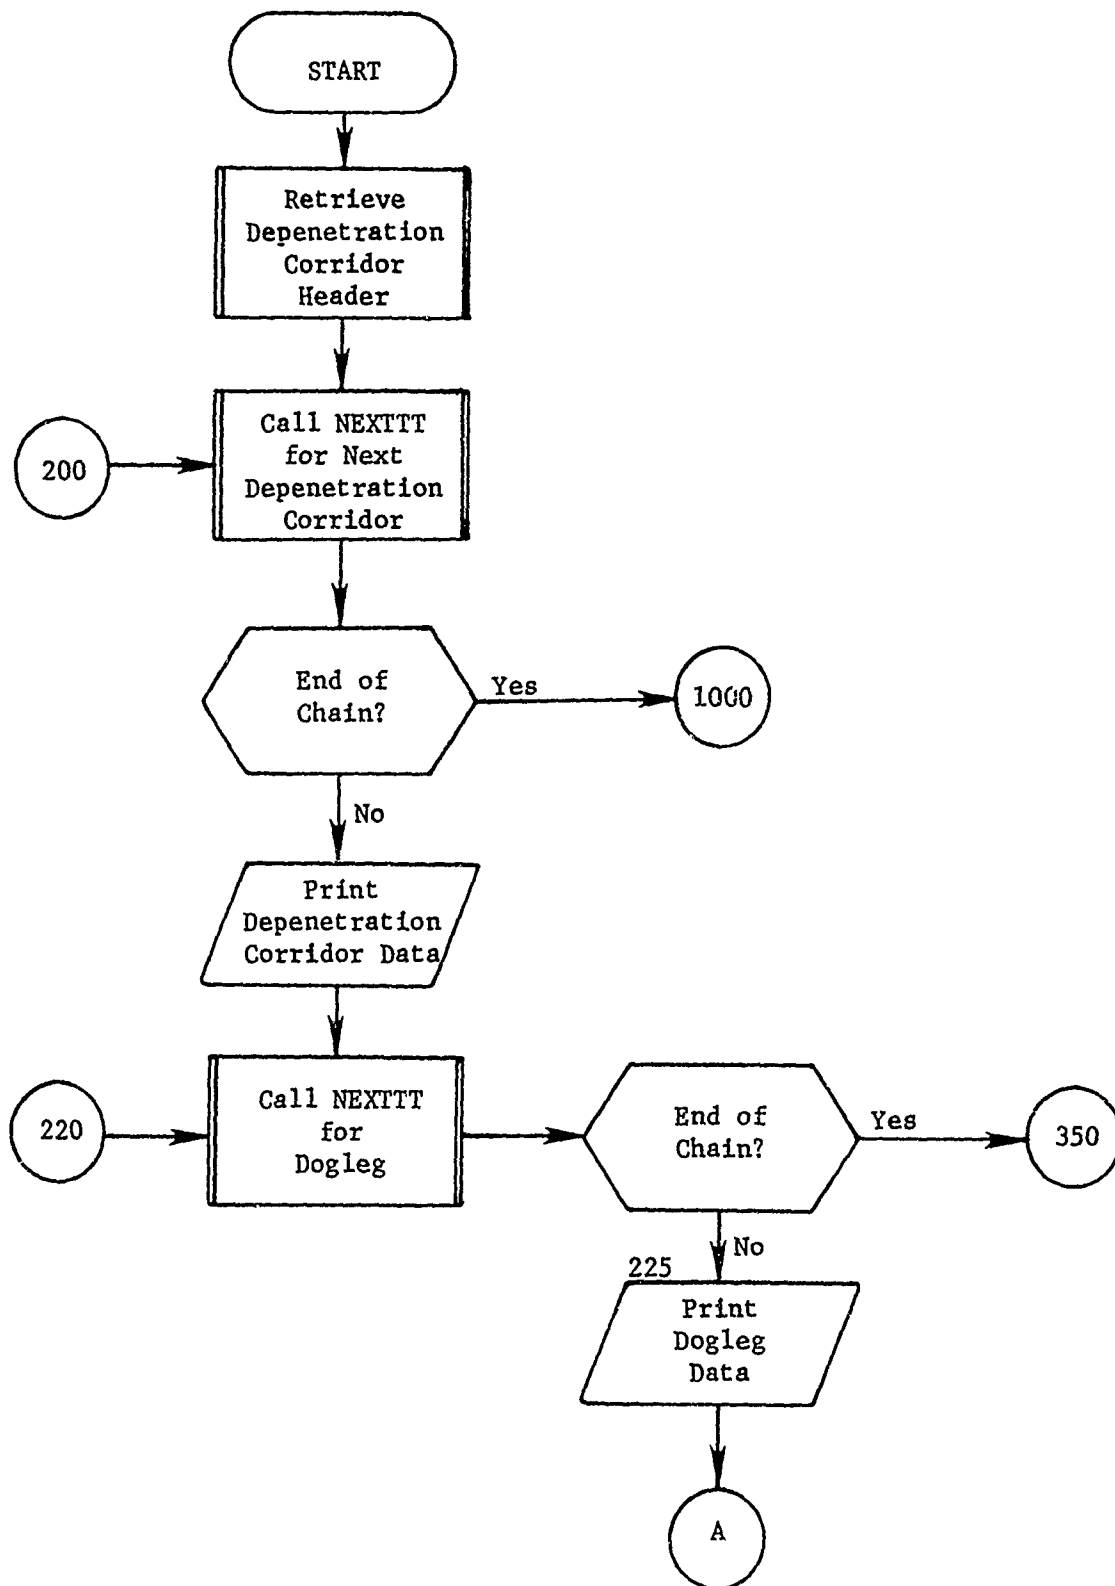 START
Retrieve
Depenetration
Corridor
Header
200
Call NEXTTT
for Next
Depenetration
Corridor
End of
Chain?
Yes
1000
No
Print
Depenetration
Corridor Data
220
Call NEXTTT
for
Dogleg
End of
Chain?
Yes
350
No
225
Print
Dogleg
Data
A